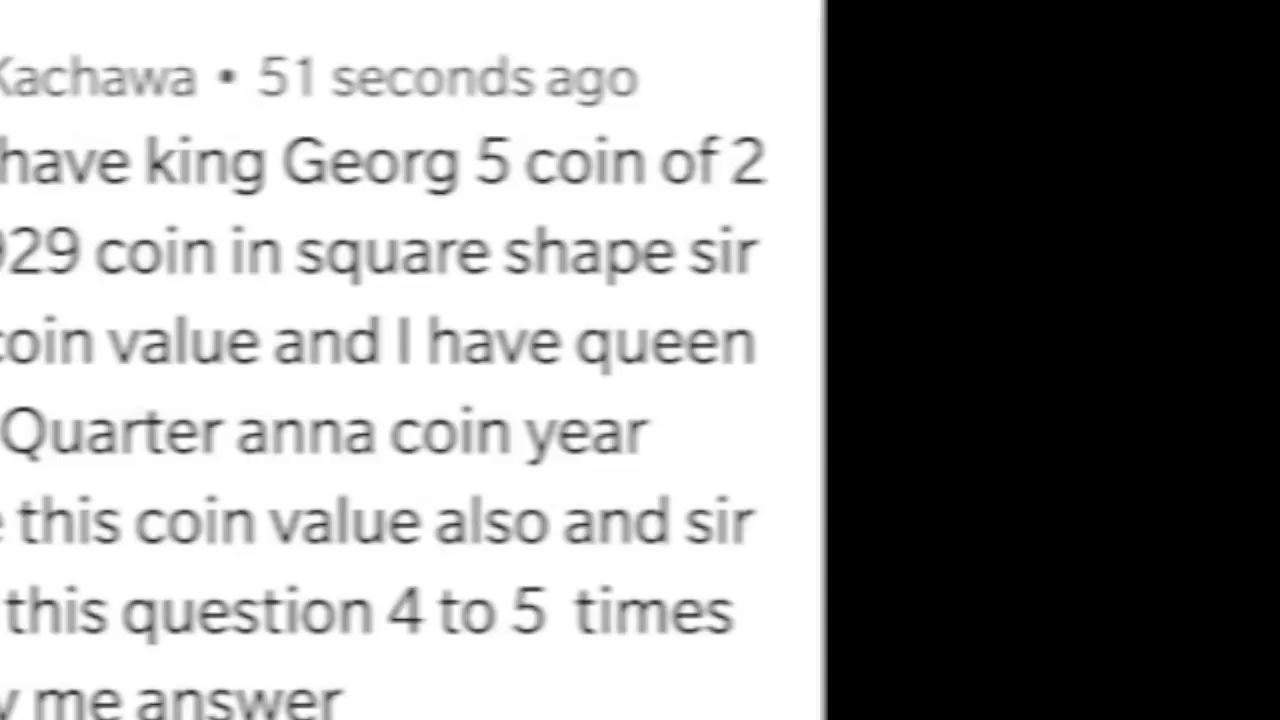 Kachawa • 51 seconds ago
have king Georg 5 coin of 2
29 coin in square shape sir
coin value and I have queen
Quarter anna coin year
this coin value also and sir
this question 4 to 5 times
me answer